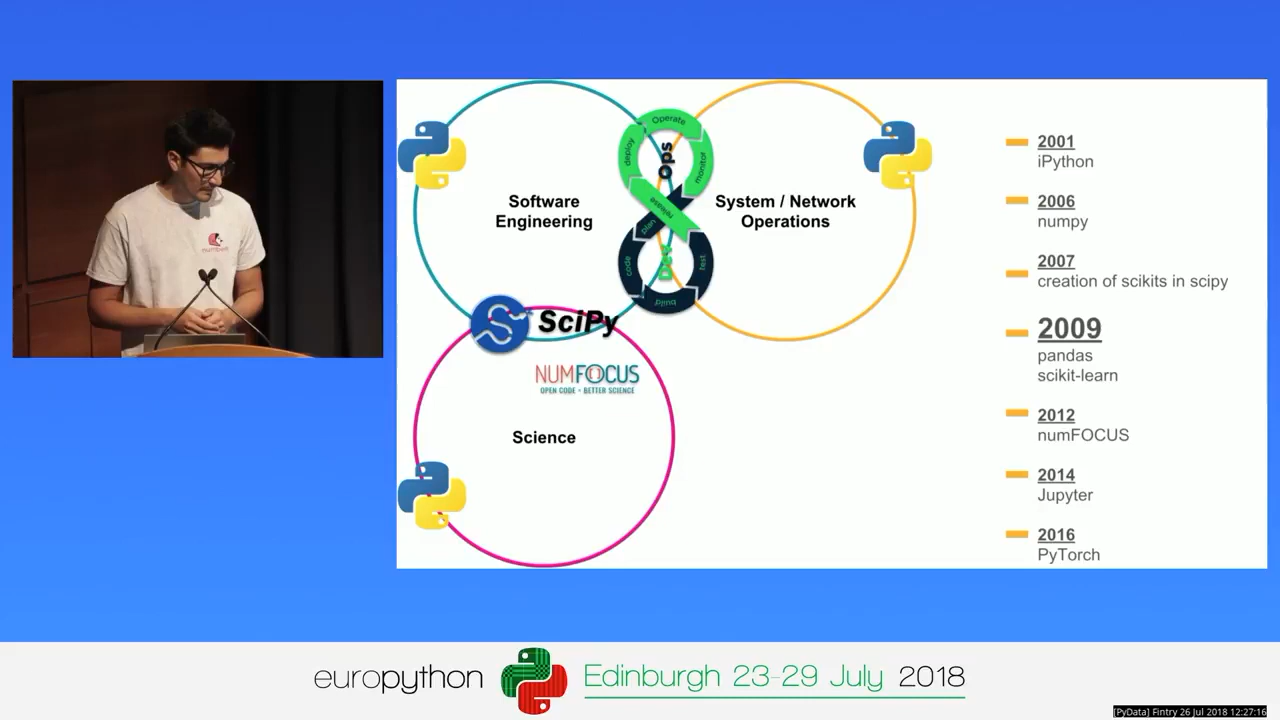 Software
Engineering
Operate
deploy
Ops
monitor
release
plan
Dev
code
test
build
System / Network
Operations
SciPy
NUMFOCUS
OPEN CODE • BETTER SCIENCE
Science
2001
iPython
2006
numpy
2007
creation of scikits in scipy
2009
pandas
scikit-learn
2012
numFOCUS
2014
Jupyter
2016
PyTorch
europython
Edinburgh 23-29 July 2018
[PyData] Fintry 26 Jul 2018 12:27:16